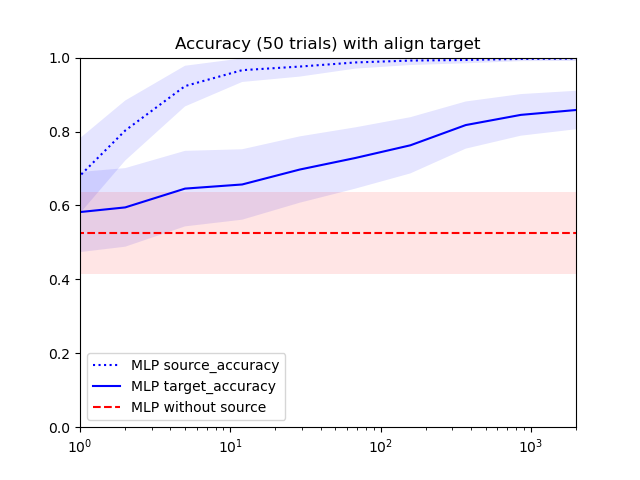 Accuracy (50 trials) with align target
1.0
0.8
0.6
0.4
0.2
0.0
MLP source_accuracy
MLP target_accuracy
MLP without source
10⁰ 10¹ 10² 10³